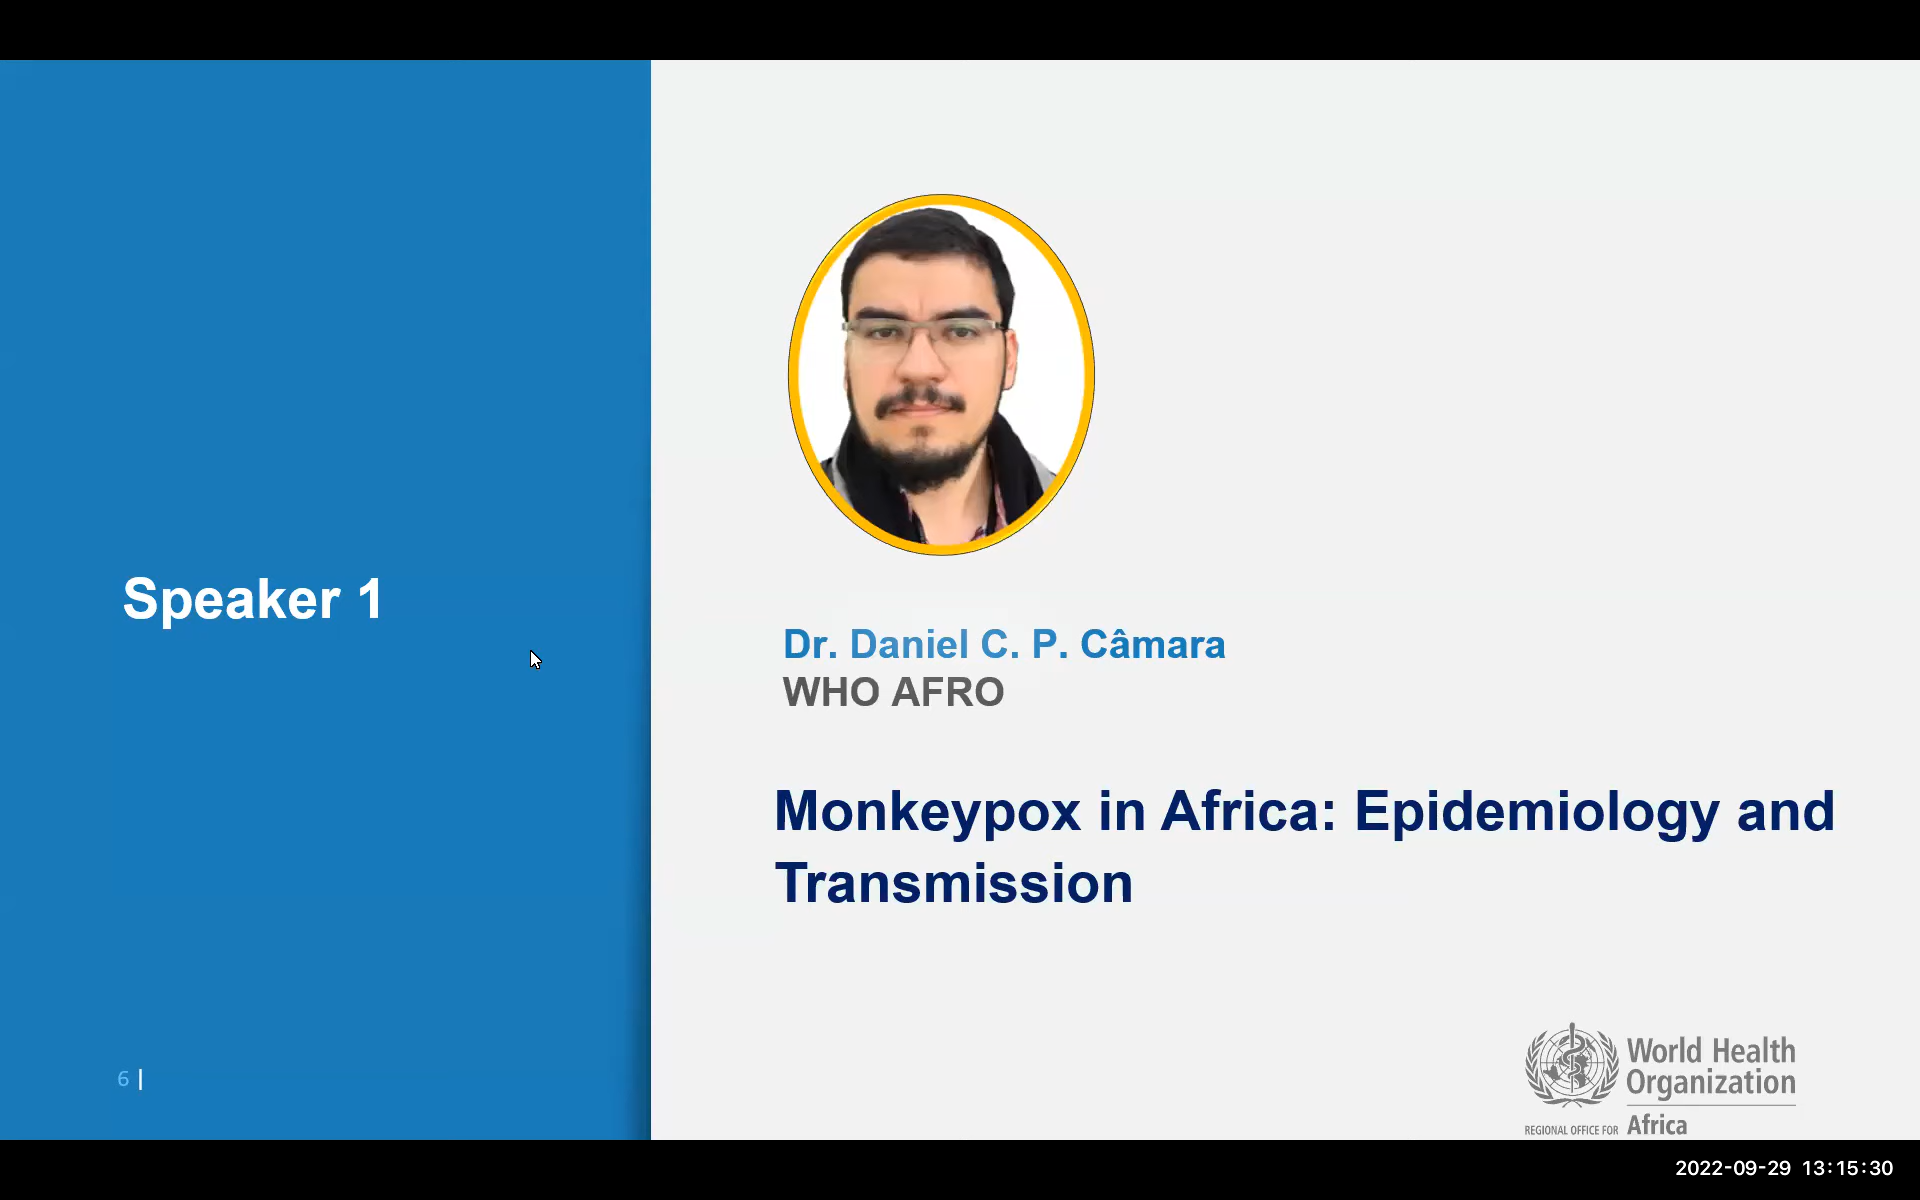 Speaker 1
6 |
Dr. Daniel C. P. Câmara
WHO AFRO
Monkeypox in Africa: Epidemiology and
Transmission
World Health
Organization
REGIONAL OFFICE FOR Africa
2022-09-29 13:15:30